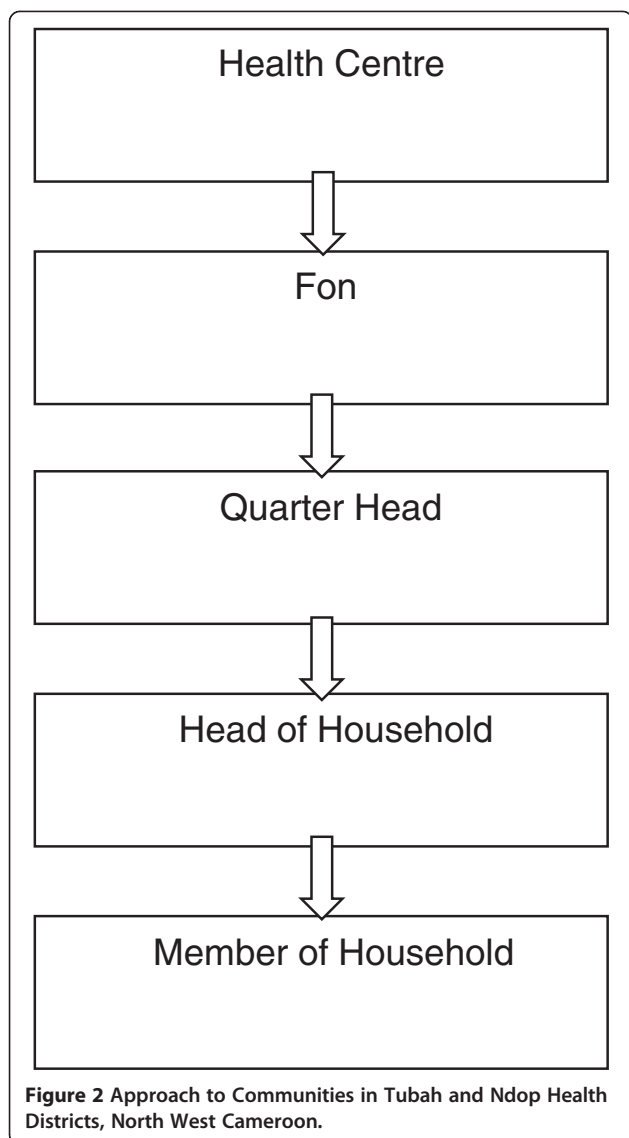 Health Centre
Fon
Quarter Head
Head of Household
Member of Household
Figure 2 Approach to Communities in Tubah and Ndop Health
Districts, North West Cameroon.